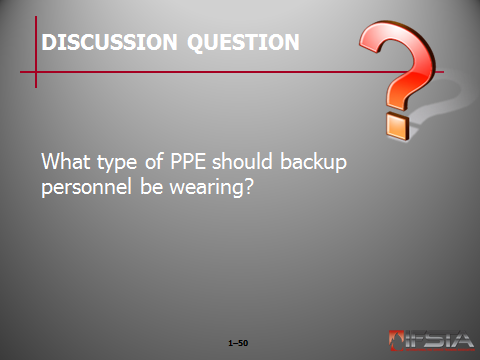 DISCUSSION QUESTION
What type of PPE should backup
personnel be wearing?
1–50
IFSTA